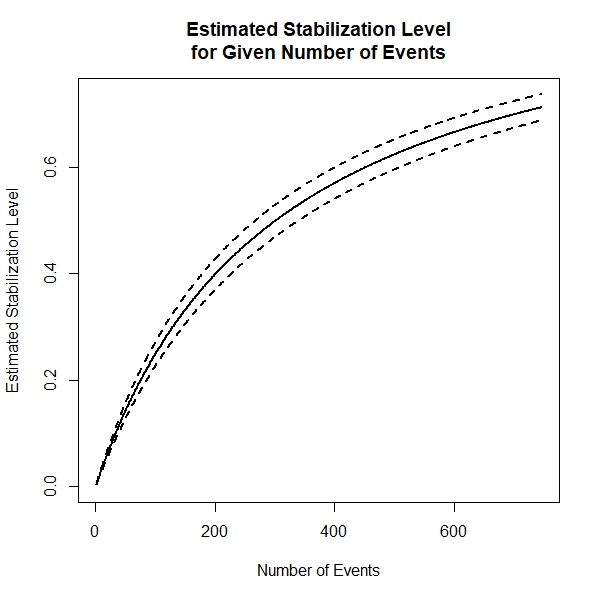 Estimated Stabilization Level
for Given Number of Events
Estimated Stabilization Level
0.6
0.4
0.2
0.0
0 200 400 600
Number of Events